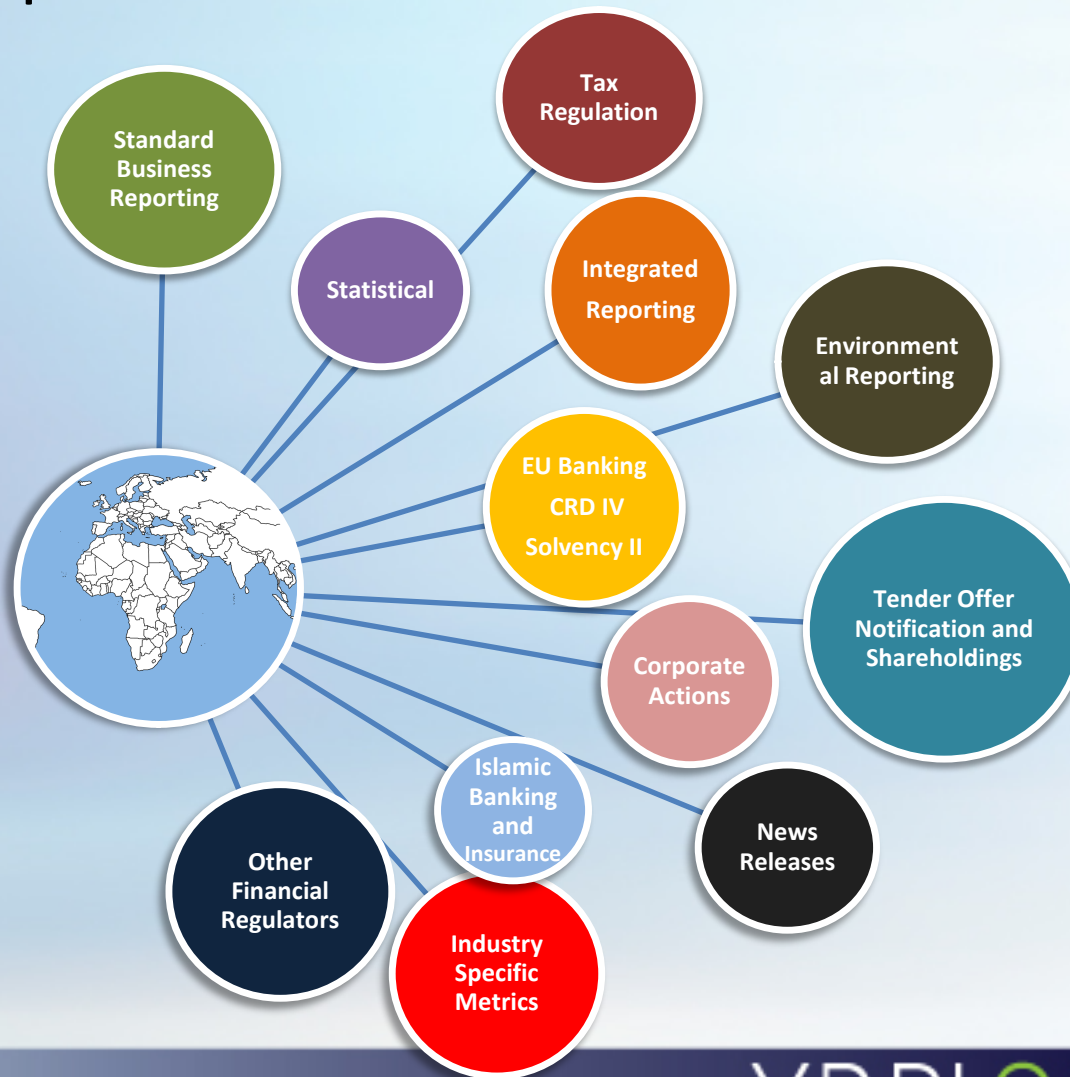 Tax
Regulation
Standard
Business
Reporting
Statistical
Integrated
Reporting
Environment
al Reporting
EU Banking
CRD IV
Solvency II
Tender Offer
Notification and
Shareholdings
Corporate
Actions
Islamic
Banking
and
Insurance
News
Releases
Other
Financial
Regulators
Industry
Specific
Metrics